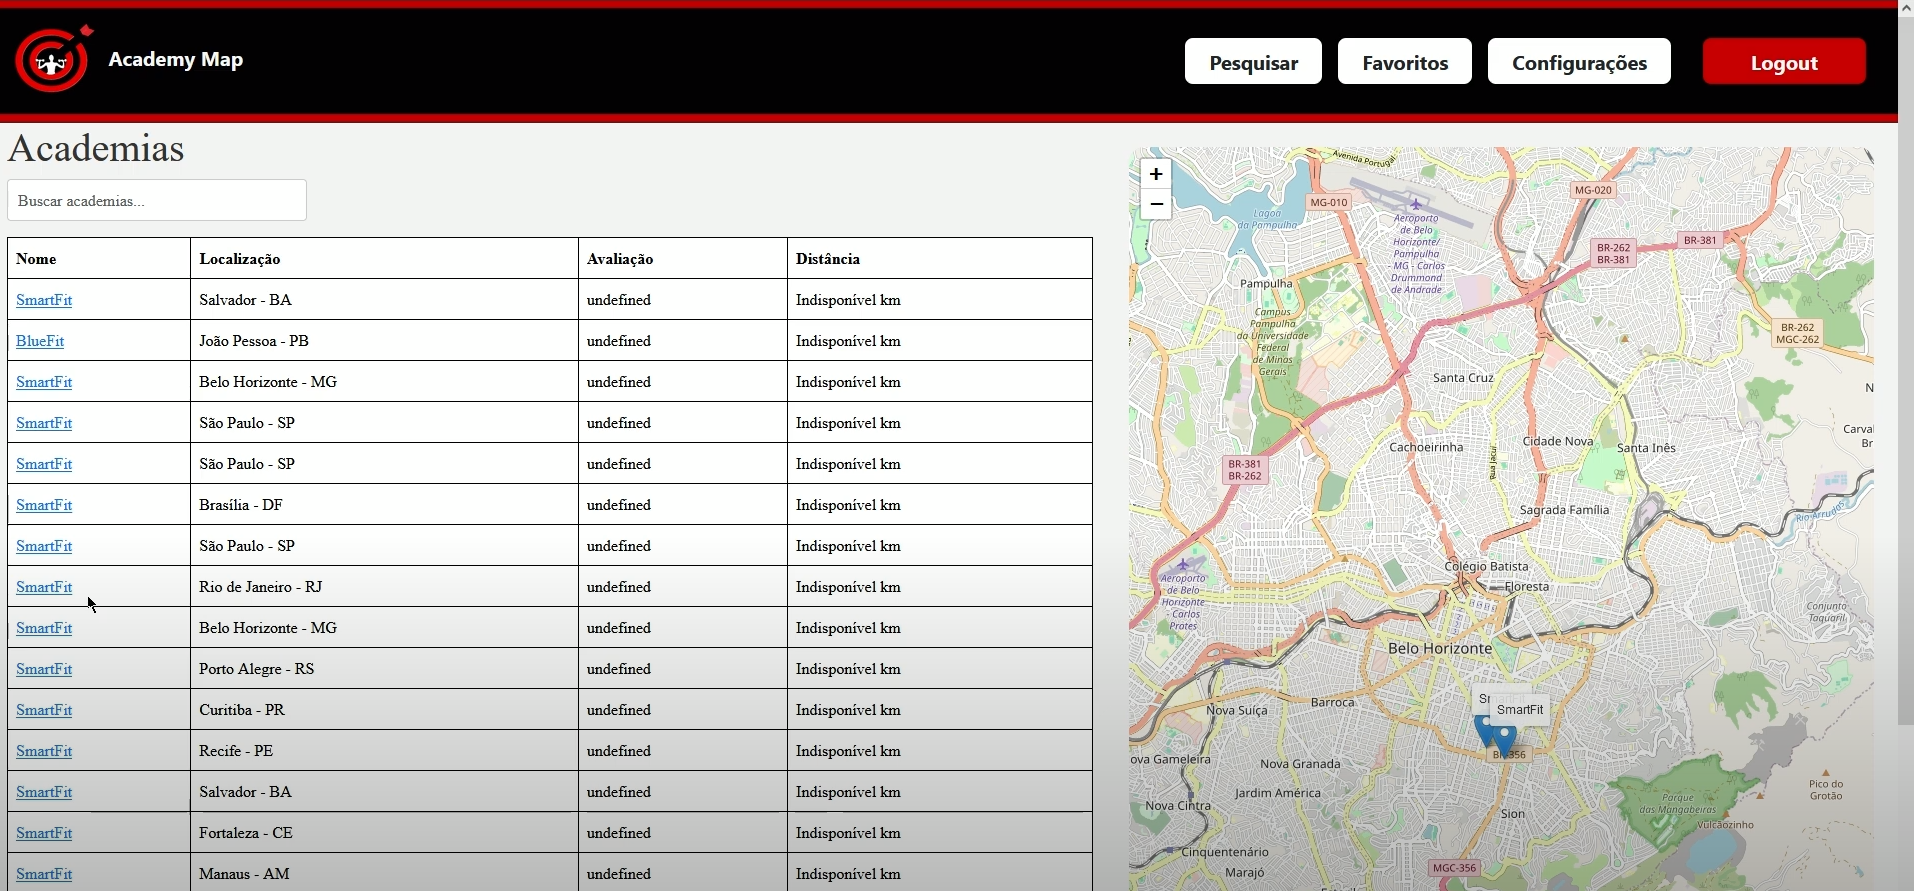 Academy Map
Pesquisar
Favoritos
Configurações
Logout
Academias
Buscar academias...
Nome Localização Avaliação Distância
SmartFit Salvador - BA undefined Indisponível km
BlueFit João Pessoa - PB undefined Indisponível km
SmartFit Belo Horizonte - MG undefined Indisponível km
SmartFit São Paulo - SP undefined Indisponível km
SmartFit São Paulo - SP undefined Indisponível km
SmartFit Brasília - DF undefined Indisponível km
SmartFit São Paulo - SP undefined Indisponível km
SmartFit Rio de Janeiro - RJ undefined Indisponível km
SmartFit Belo Horizonte - MG undefined Indisponível km
SmartFit Porto Alegre - RS undefined Indisponível km
SmartFit Curitiba - PR undefined Indisponível km
SmartFit Recife - PE undefined Indisponível km
SmartFit Salvador - BA undefined Indisponível km
SmartFit Fortaleza - CE undefined Indisponível km
SmartFit Manaus - AM undefined Indisponível km
+
−
Avenida Portugal
MG-020
MG-010
Lagoa
da Pampulha
Aeroporto
de Belo
Horizonte/
Pampulha
- MG - Carlos
Drummond
de Andrade
BR-262
BR-381
BR-381
Pampulha
Campus
Pampulha
da Universidade
Federal
de Minas
Gerais
BR-262
MGC-262
Santa Cruz
N
Carval
Br
Cachoeirinha
Rua Jacuí
Cidade Nova
Santa Inês
BR-381
BR-262
Sagrada Família
Rio Arrudas
Colégio Batista
Floresta
Aeroporto
de Belo
Horizonte
- Carlos
Prates
Conjunto
Taquaril
Belo Horizonte
Nova Suíça
Barroca
SmartFit
BR-356
ova Gameleira
Nova Granada
Jardim América
Nova Cintra
Sion
Parque
das Mangabeiras
Pico do
Grotão
Vulcãozinho
Cinquentenário
Marajó
MGC-356